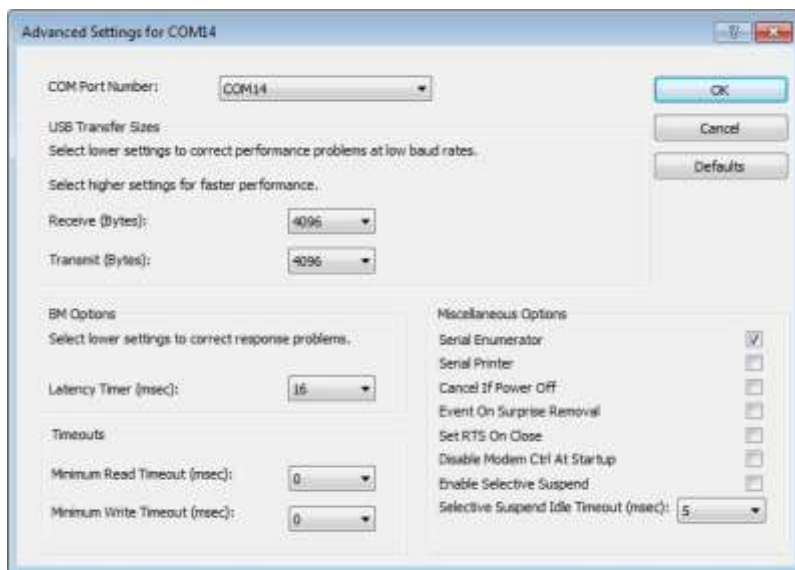 Advanced Settings for COM14
COM Port Number: COM14
OK
USB Transfer Sizes
Cancel
Select lower settings to correct performance problems at low baud rates.
Defaults
Select higher settings for faster performance.
Receive (Bytes): 4096
Transmit (Bytes): 4096
BM Options
Select lower settings to correct response problems.
Latency Timer (msec): 16
Timeouts
Minimum Read Timeout (msec): 0
Minimum Write Timeout (msec): 0
Miscellaneous Options
Serial Enumerator
Serial Printer
Cancel If Power Off
Event On Surprise Removal
Set RTS On Close
Disable Modem Ctrl At Startup
Enable Selective Suspend
Selective Suspend Idle Timeout (msec): 5